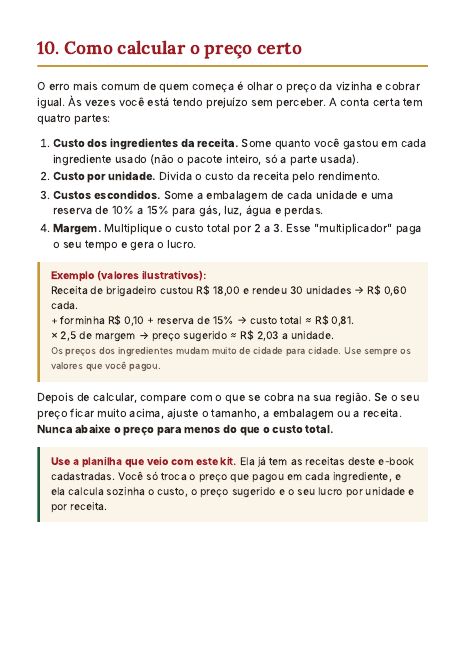 10. Como calcular o preço certo
O erro mais comum de quem começa é olhar o preço da vizinha e cobrar
igual. Às vezes você está tendo prejuízo sem perceber. A conta certa tem
quatro partes:
1. Custo dos ingredientes da receita. Some quanto você gastou em cada
ingrediente usado (não o pacote inteiro, só a parte usada).
2. Custo por unidade. Divida o custo da receita pelo rendimento.
3. Custos escondidos. Some a embalagem de cada unidade e uma
reserva de 10% a 15% para gás, luz, água e perdas.
4. Margem. Multiplique o custo total por 2 a 3. Esse "multiplicador" paga
o seu tempo e gera o lucro.
Exemplo (valores ilustrativos):
Receita de brigadeiro custou R$ 18,00 e rendeu 30 unidades → R$ 0,60
cada.
+ forminha R$ 0,10 + reserva de 15% → custo total ≈ R$ 0,81.
× 2,5 de margem → preço sugerido ≈ R$ 2,03 a unidade.
Os preços dos ingredientes mudam muito de cidade para cidade. Use sempre os
valores que você pagou.
Depois de calcular, compare com o que se cobra na sua região. Se o seu
preço ficar muito acima, ajuste o tamanho, a embalagem ou a receita.
Nunca abaixe o preço para menos do que o custo total.
Use a planilha que veio com este kit. Ela já tem as receitas deste e-book
cadastradas. Você só troca o preço que pagou em cada ingrediente, e
ela calcula sozinha o custo, o preço sugerido e o seu lucro por unidade e
por receita.